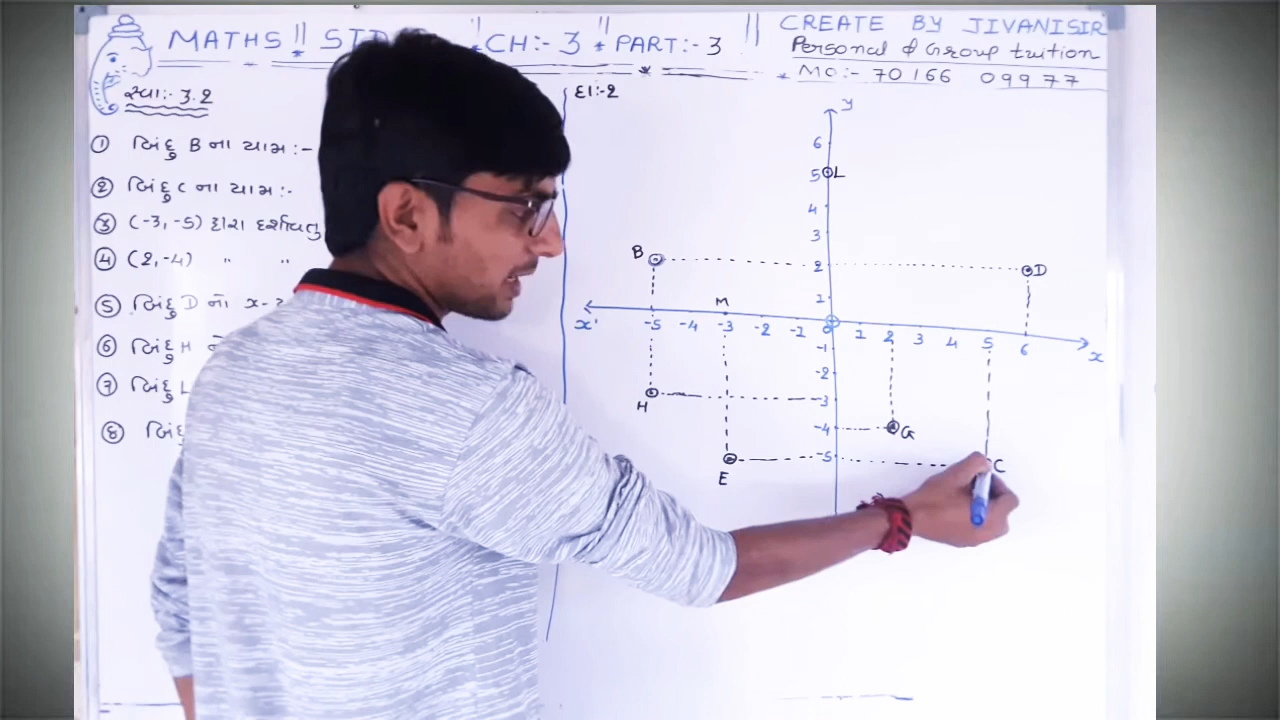 MATHS || CH:- 3 * PART:- 3 ||
CREATE BY JIVANISIR
Personal & Group tuition
* MO:- 70166 09977
સ્વા:- 3.2
① બિંદુ B ના યામ :-
② બિંદુ C ના યામ :-
③ (-3, -5) દ્વારા દર્શાવતુ
④ (2, -4) " "
⑤ બિંદુ D નો x-
⑥ બિંદુ H
⑦ બિંદુ L
⑧
દા:-2
y
6
5 L
4
3
B 2 D
1
M
x' -5 -4 -3 -2 -1 0 1 2 3 4 5 6 x
-1
-2
H -3
-4 G
E -5 C